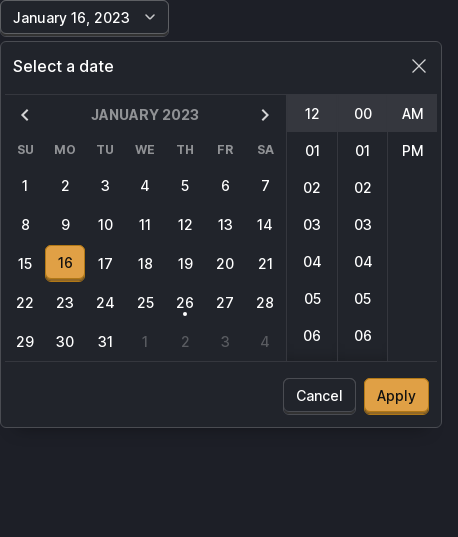 January 16, 2023
Select a date
JANUARY 2023
SU MO TU WE TH FR SA
1 2 3 4 5 6 7
8 9 10 11 12 13 14
15 16 17 18 19 20 21
22 23 24 25 26 27 28
29 30 31 1 2 3 4
12 00 AM
01 01 PM
02 02
03 03
04 04
05 05
06 06
Cancel Apply